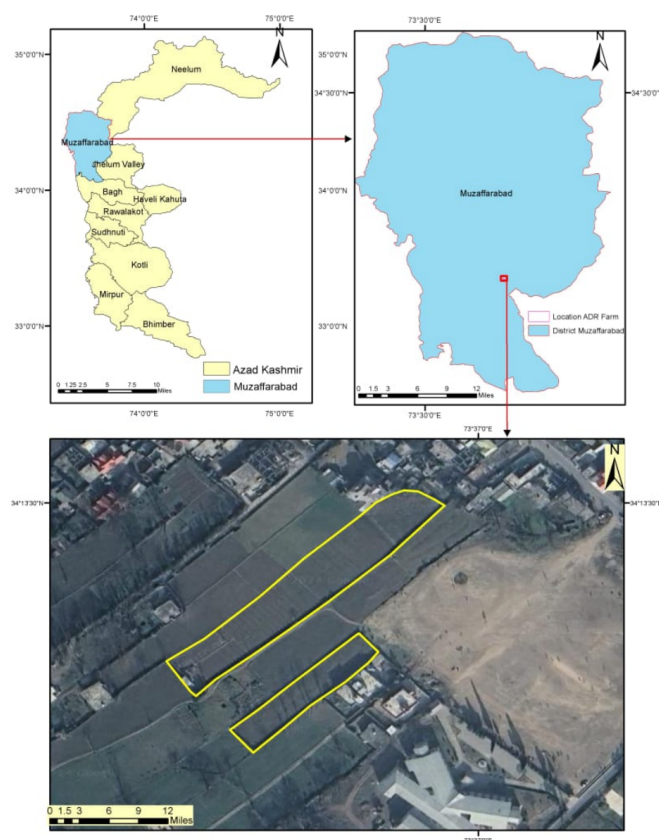 74°0'0"E
75°0'0"E
35°0'0"N
34°0'0"N
33°0'0"N
N
Neelum
Muzaffarabad
Jhelum Valley
Bagh
Haveli Kahuta
Rawalakot
Sudhnuti
Kotli
Mirpur
Bhimber
Azad Kashmir
Muzaffarabad
0 1.25 2.5 5 7.5 10
Miles
74°0'0"E
75°0'0"E
73°30'0"E
35°0'0"N
34°30'0"N
34°30'0"N
34°0'0"N
33°0'0"N
N
Muzaffarabad
Location ADR Farm
District Muzaffarabad
0 1.5 3 6 9 12
Miles
73°30'0"E
73°37'0"E
34°13'30"N
34°13'30"N
N
0 1.5 3 6 9 12
Miles
73°37'0"E